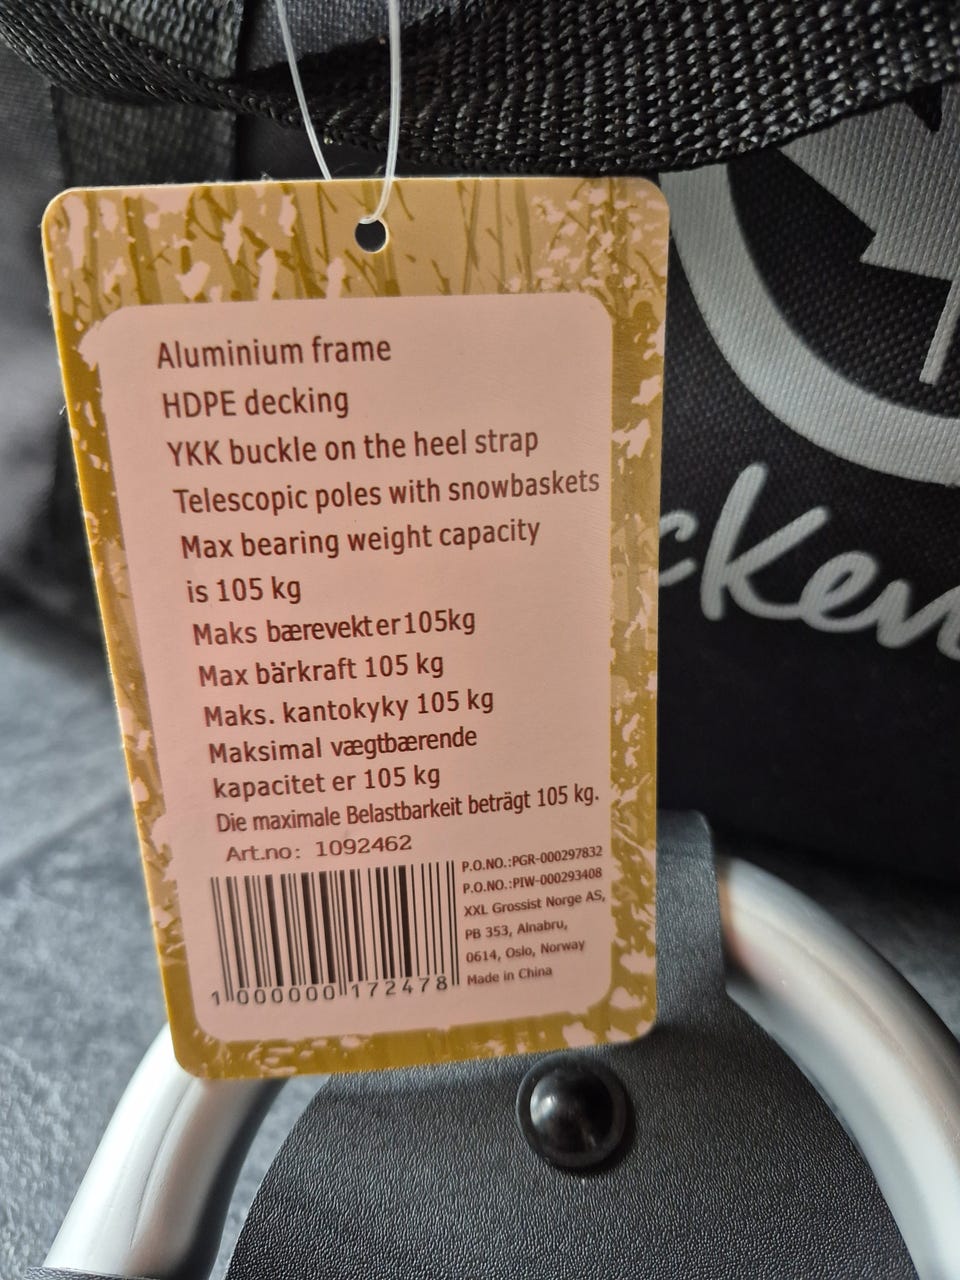 Aluminium frame
HDPE decking
YKK buckle on the heel strap
Telescopic poles with snowbaskets
Max bearing weight capacity
is 105 kg
Maks bærevekt er 105kg
Max bärkraft 105 kg
Maks. kantokyky 105 kg
Maksimal vægtbærende
kapacitet er 105 kg
Die maximale Belastbarkeit beträgt 105 kg.
Art.no: 1092462
P.O.NO.:PGR-000297832
P.O.NO.:PIW-000293408
XXL Grossist Norge AS,
PB 353, Alnabru,
0614, Oslo, Norway
Made in China
1 000000 172478